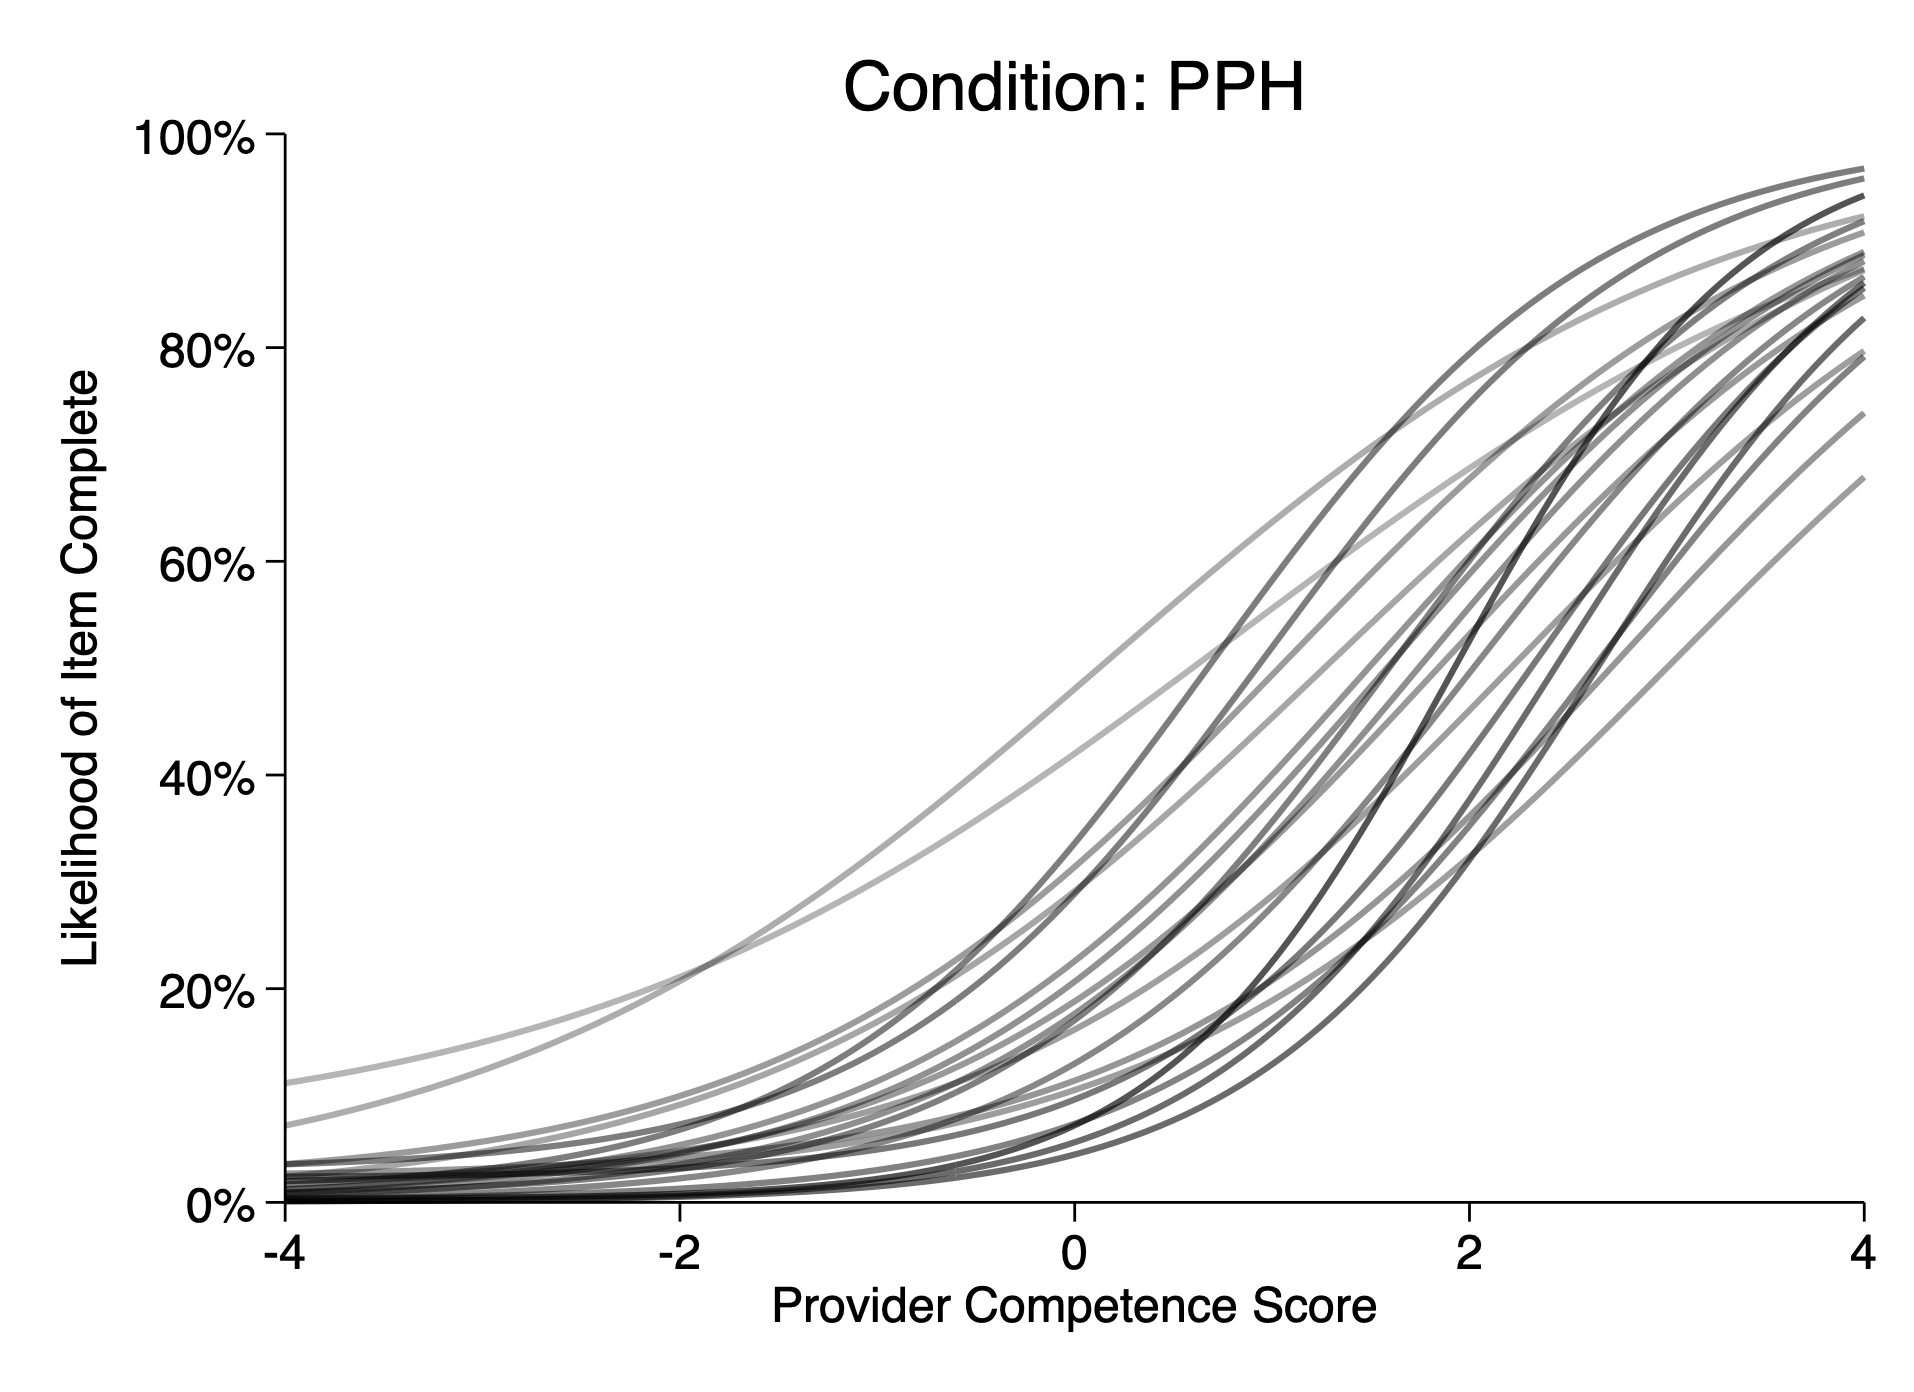 Condition: PPH
100%
80%
60%
40%
20%
0%
Likelihood of Item Complete
-4 -2 0 2 4
Provider Competence Score